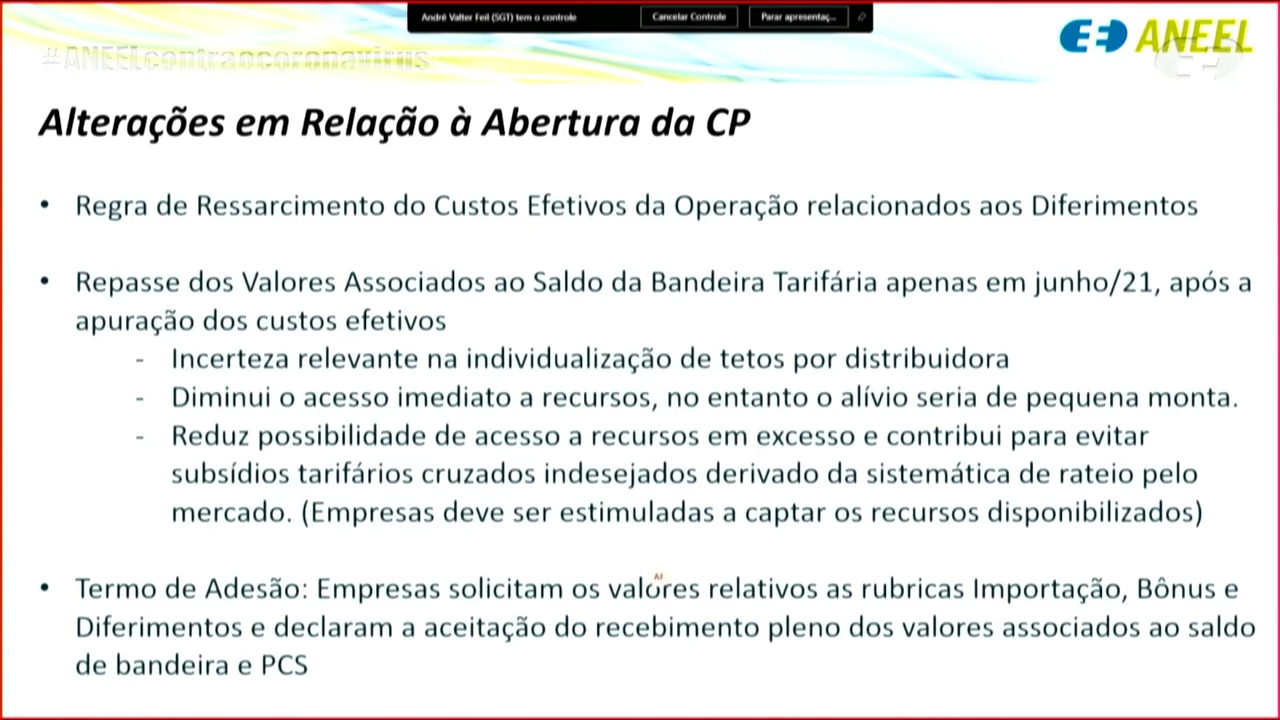 André Valter Feil (SGT) tem o controle
Cancelar Controle
Parar apresentaç...
ANEEL
#ANEELcontraocoronavirus
Alterações em Relação à Abertura da CP
• Regra de Ressarcimento do Custos Efetivos da Operação relacionados aos Diferimentos
• Repasse dos Valores Associados ao Saldo da Bandeira Tarifária apenas em junho/21, após a
apuração dos custos efetivos
- Incerteza relevante na individualização de tetos por distribuidora
- Diminui o acesso imediato a recursos, no entanto o alívio seria de pequena monta.
- Reduz possibilidade de acesso a recursos em excesso e contribui para evitar
subsídios tarifários cruzados indesejados derivado da sistemática de rateio pelo
mercado. (Empresas deve ser estimuladas a captar os recursos disponibilizados)
• Termo de Adesão: Empresas solicitam os valores relativos as rubricas Importação, Bônus e
Diferimentos e declaram a aceitação do recebimento pleno dos valores associados ao saldo
de bandeira e PCS